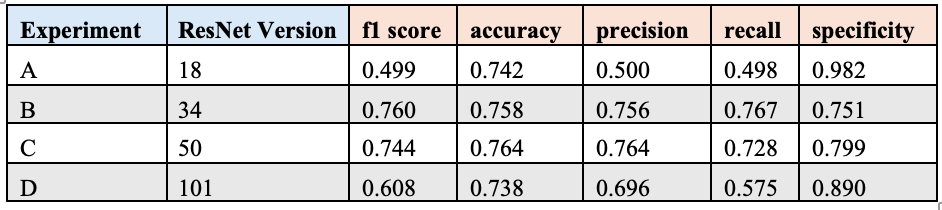 Experiment ResNet Version f1 score accuracy precision recall specificity
A 18 0.499 0.742 0.500 0.498 0.982
B 34 0.760 0.758 0.756 0.767 0.751
C 50 0.744 0.764 0.764 0.728 0.799
D 101 0.608 0.738 0.696 0.575 0.890